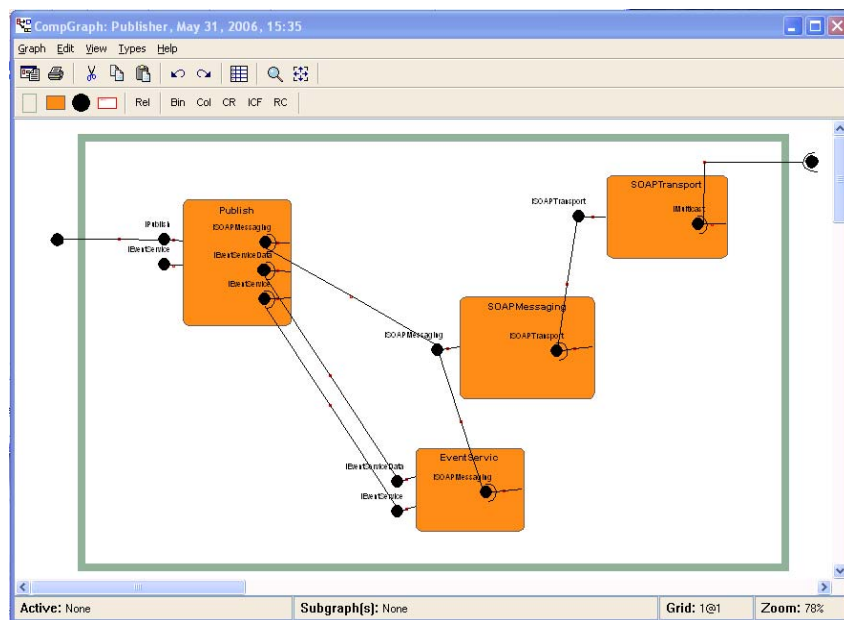 CompGraph: Publisher, May 31, 2006, 15:35
Graph Edit View Types Help
Rel Bin Col CR ICF RC
SOAPTransport
ISOAPTransport
IMulticast
Publish
IPublish
ISOAPMessaging
IEventService
IEventServiceData
IEventService
SOAPMessaging
ISOAPMessaging
ISOAPTransport
EventServic
IEventServiceData
ISOAPMessaging
IEventService
Active: None
Subgraph(s): None
Grid: 1@1
Zoom: 78%